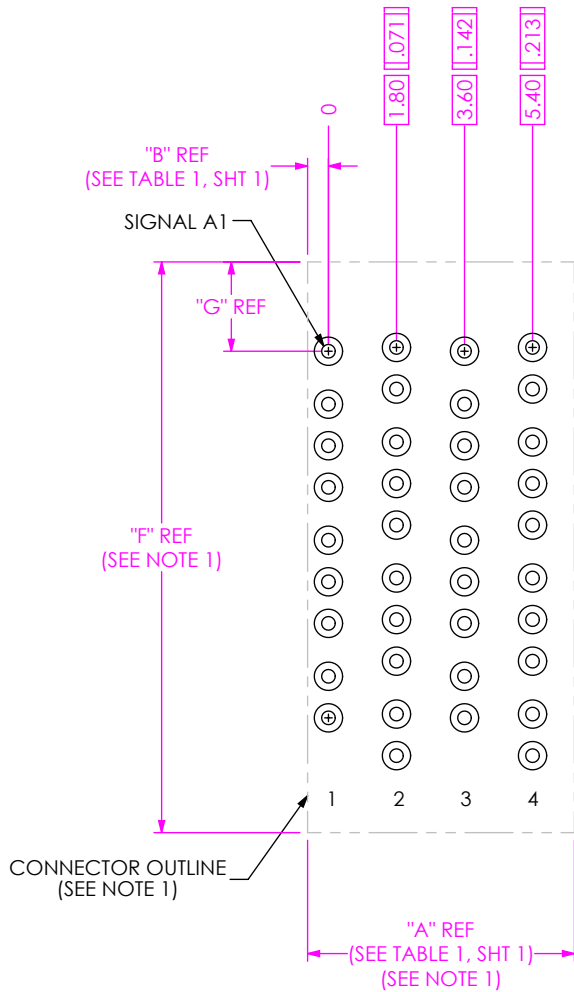 0
1.80 .071
3.60 .142
5.40 .213
"B" REF
(SEE TABLE 1, SHT 1)
SIGNAL A1
"G" REF
"F" REF
(SEE NOTE 1)
1 2 3 4
CONNECTOR OUTLINE
(SEE NOTE 1)
"A" REF
(SEE TABLE 1, SHT 1)
(SEE NOTE 1)